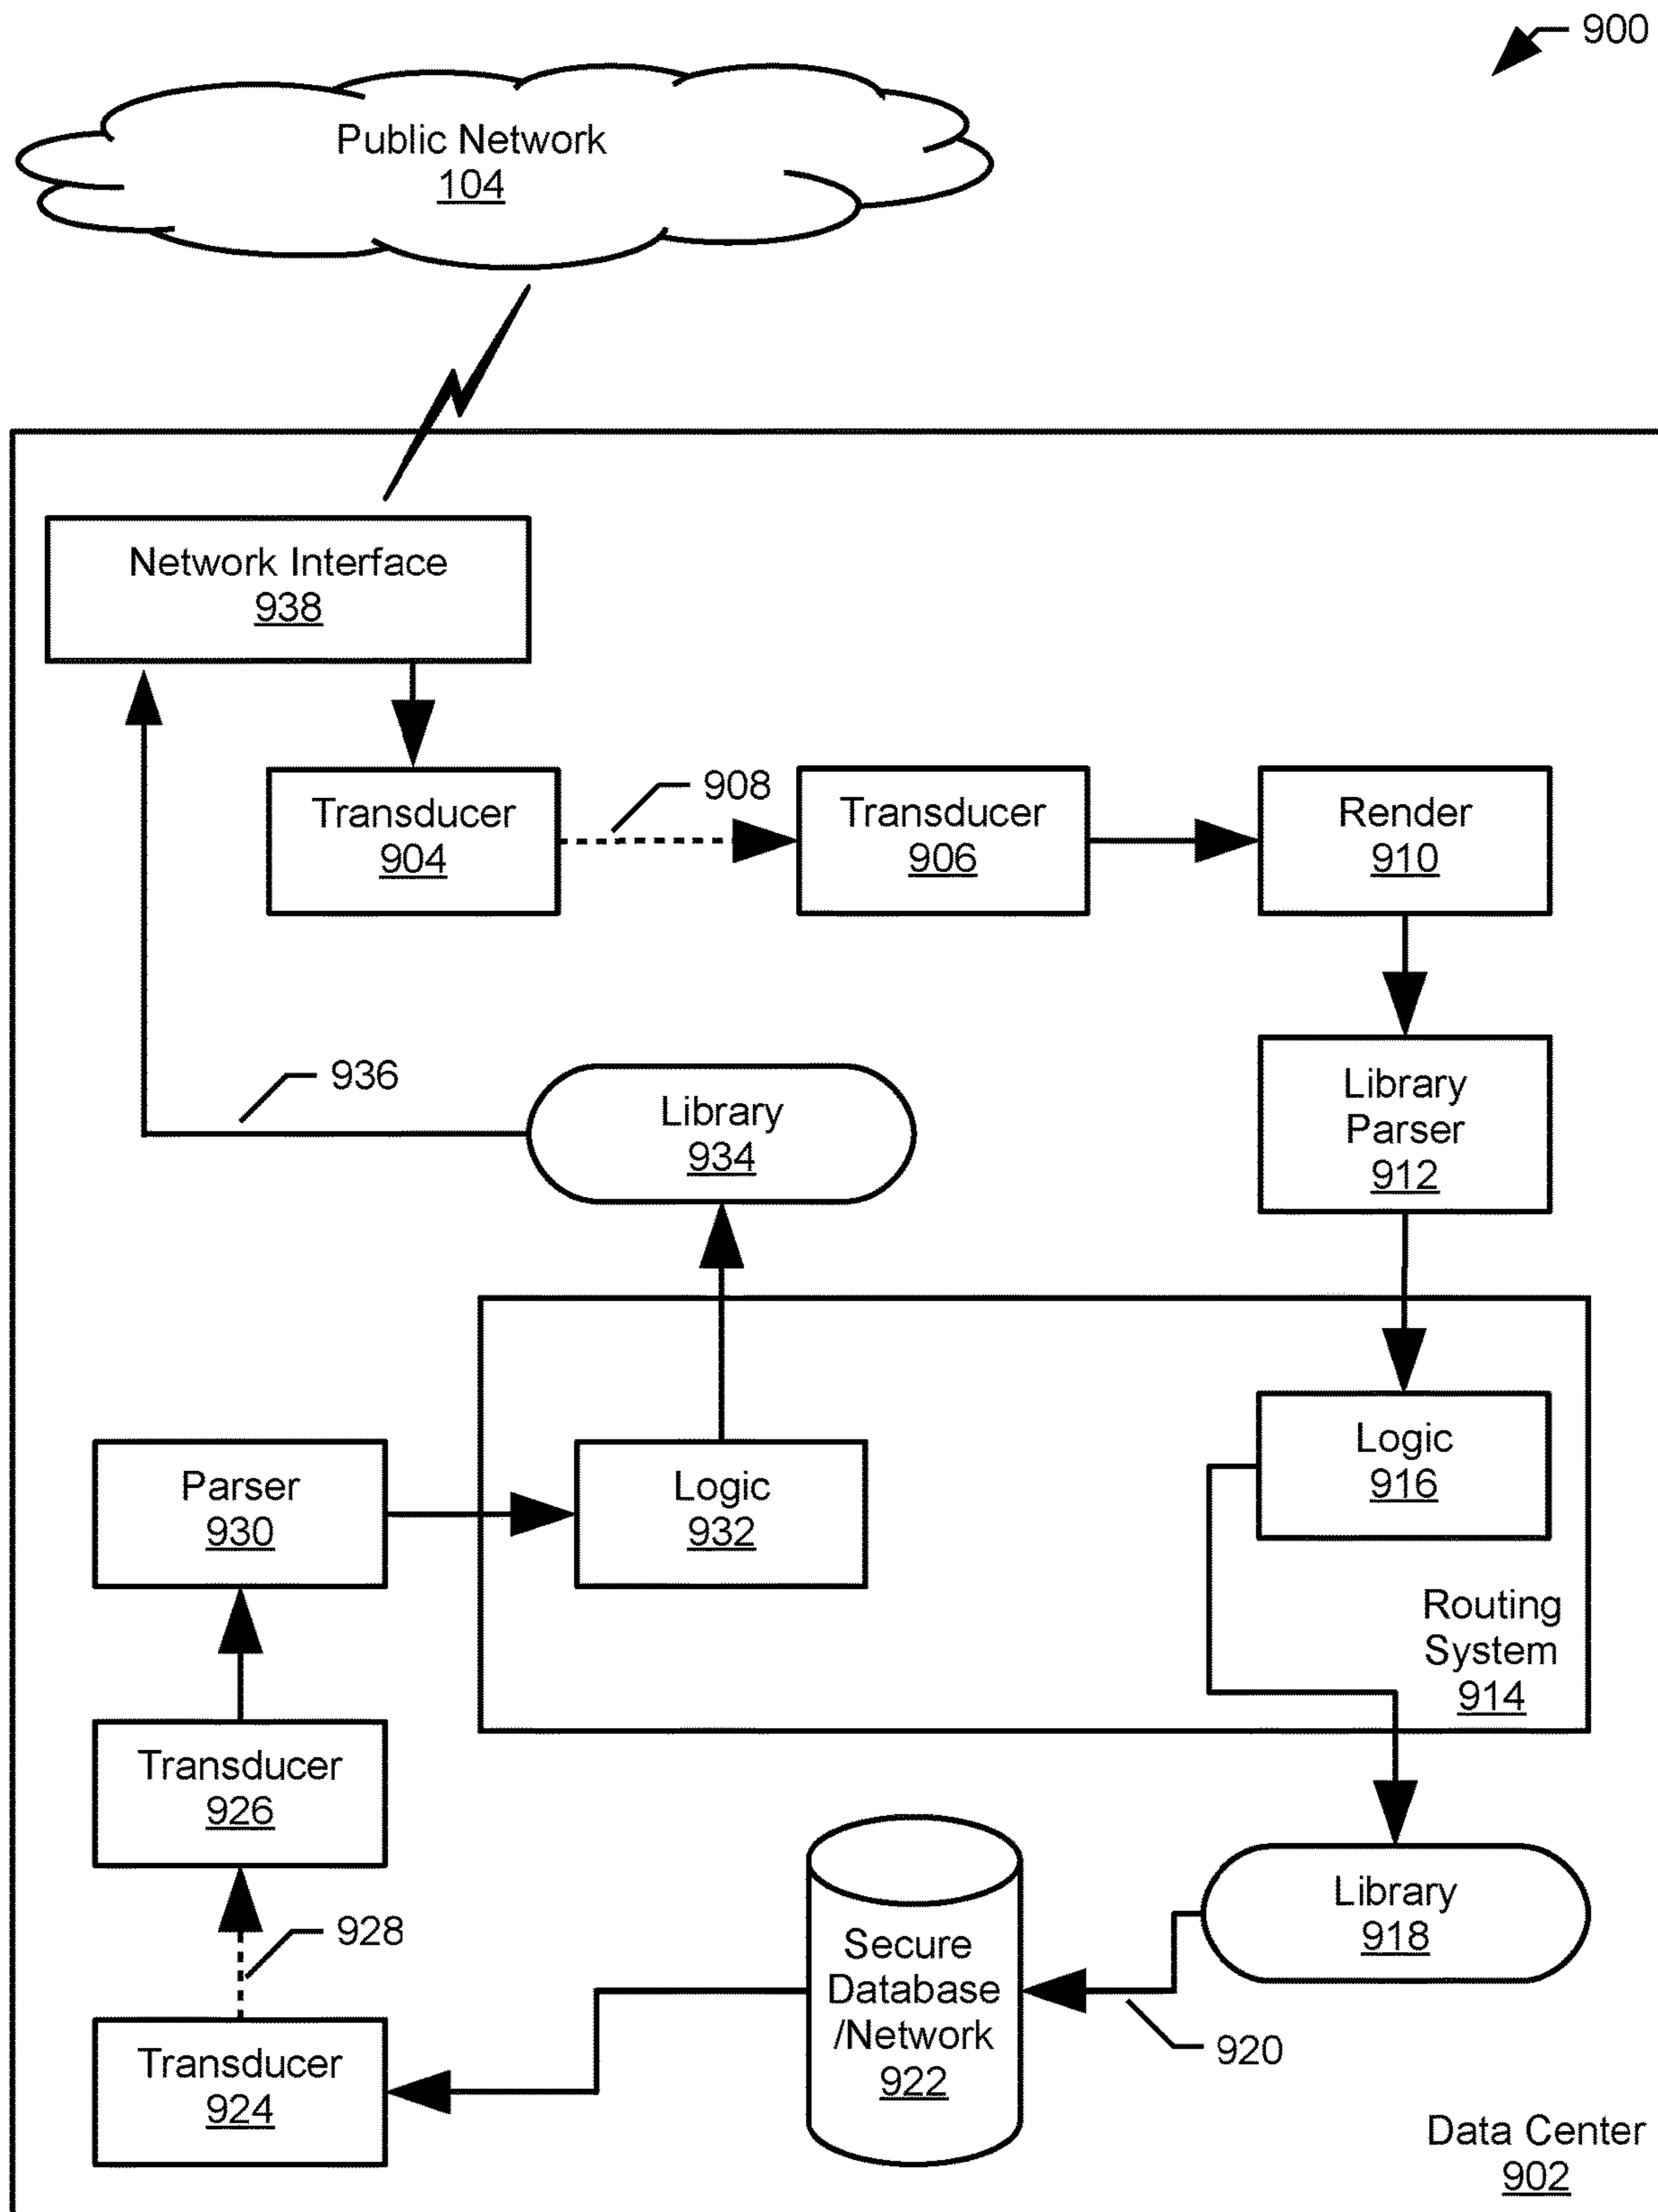 900
Public Network
104
Network Interface
938
908
Transducer
904
Transducer
906
Render
910
936
Library
934
Library
Parser
912
Parser
930
Logic
932
Logic
916
Routing
System
914
Transducer
926
928
Transducer
924
Secure
Database
/Network
922
Library
918
920
Data Center
902